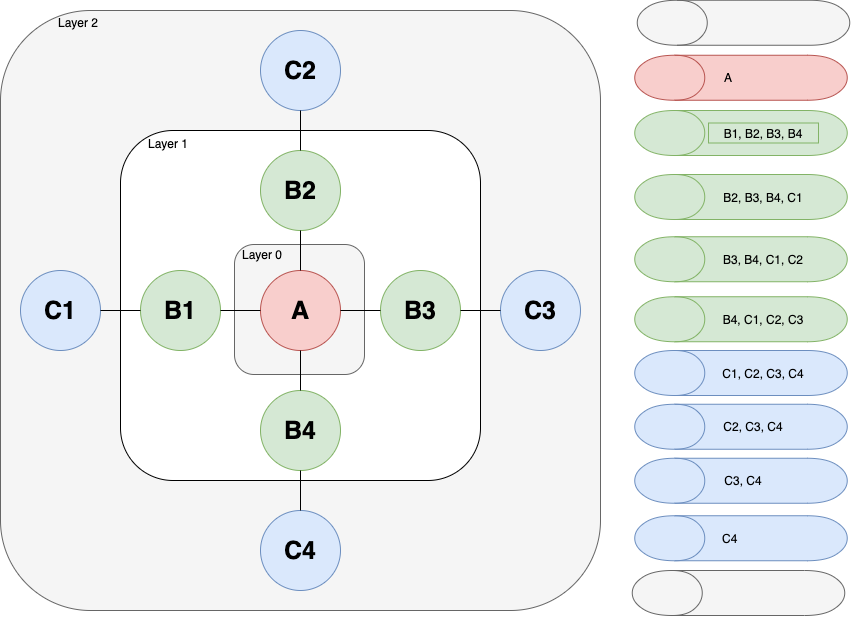 Layer 2
C2
Layer 1
B2
Layer 0
C1
B1
A
B3
C3
B4
C4
A
B1, B2, B3, B4
B2, B3, B4, C1
B3, B4, C1, C2
B4, C1, C2, C3
C1, C2, C3, C4
C2, C3, C4
C3, C4
C4